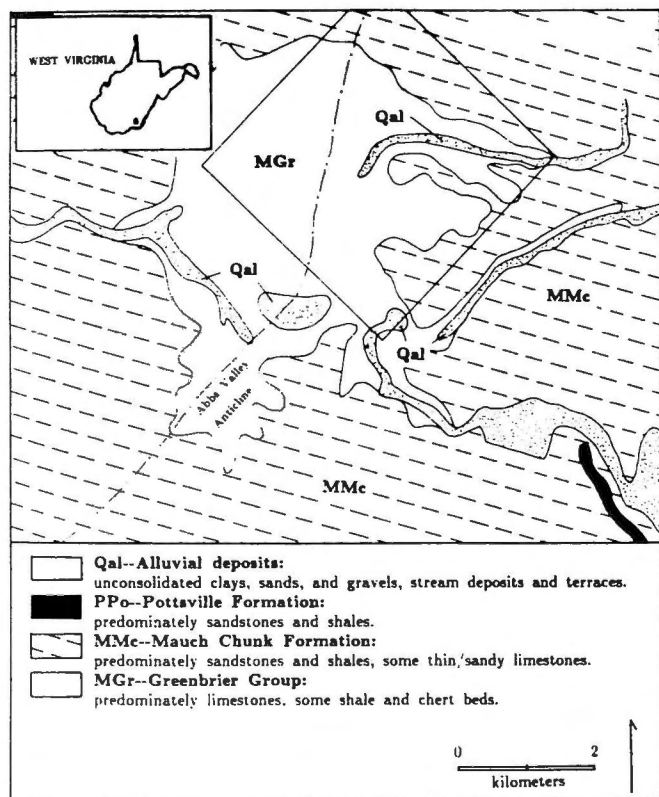 WEST VIRGINIA
Qal
MGr
Qal
MMc
Qal
Abbs Valley
Anticline
MMc
Qal--Alluvial deposits:
unconsolidated clays, sands, and gravels, stream deposits and terraces.
PPo--Pottsville Formation:
predominately sandstones and shales.
MMc--Mauch Chunk Formation:
predominately sandstones and shales, some thin, sandy limestones.
MGr--Greenbrier Group:
predominately limestones, some shale and chert beds.
0 2
kilometers